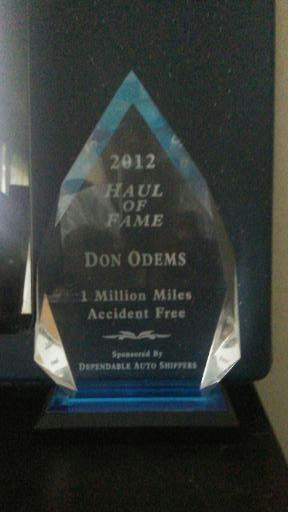 2012
HAUL
OF
FAME
DON ODEMS
1 Million Miles
Accident Free
Sponsored By
DEPENDABLE AUTO SHIPPERS